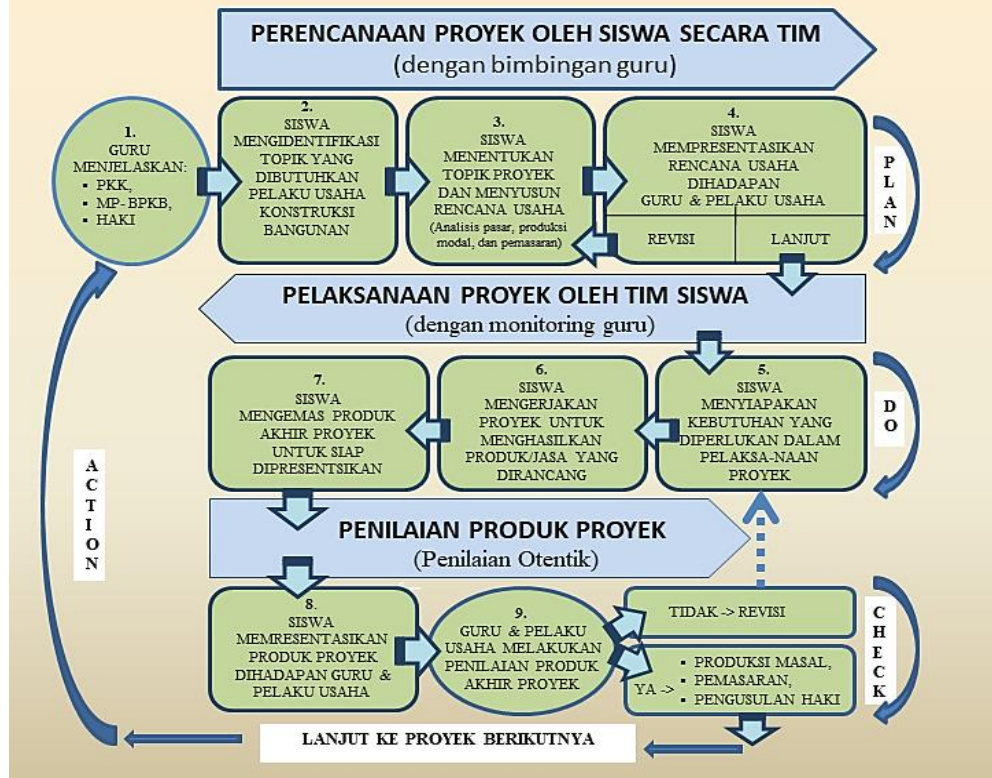 PERENCANAAN PROYEK OLEH SISWA SECARA TIM
(dengan bimbingan guru)
1.
GURU
MENJELASKAN:
▪ PKK,
▪ MP- BPKB,
▪ HAKI
2.
SISWA
MENGIDENTIFIKASI
TOPIK YANG
DIBUTUHKAN
PELAKU USAHA
KONSTRUKSI
BANGUNAN
3.
SISWA
MENENTUKAN
TOPIK PROYEK
DAN MENYUSUN
RENCANA USAHA
(Analisis pasar, produksi
modal, dan pemasaran)
4.
SISWA
MEMPRESENTASIKAN
RENCANA USAHA
DIHADAPAN
GURU & PELAKU USAHA
REVISI
LANJUT
PLAN
PELAKSANAAN PROYEK OLEH TIM SISWA
(dengan monitoring guru)
7.
SISWA
MENGEMAS PRODUK
AKHIR PROYEK
UNTUK SIAP
DIPRESENTSIKAN
6.
SISWA
MENGERJAKAN
PROYEK UNTUK
MENGHASILKAN
PRODUK/JASA YANG
DIRANCANG
5.
SISWA
MENYIAPAKAN
KEBUTUHAN YANG
DIPERLUKAN DALAM
PELAKSA-NAAN
PROYEK
DO
ACTION
PENILAIAN PRODUK PROYEK
(Penilaian Otentik)
8.
SISWA
MEMRESENTASIKAN
PRODUK PROYEK
DIHADAPAN GURU &
PELAKU USAHA
9.
GURU & PELAKU
USAHA MELAKUKAN
PENILAIAN PRODUK
AKHIR PROYEK
TIDAK -> REVISI
YA ->
▪ PRODUKSI MASAL,
▪ PEMASARAN,
▪ PENGUSULAN HAKI
CHECK
LANJUT KE PROYEK BERIKUTNYA